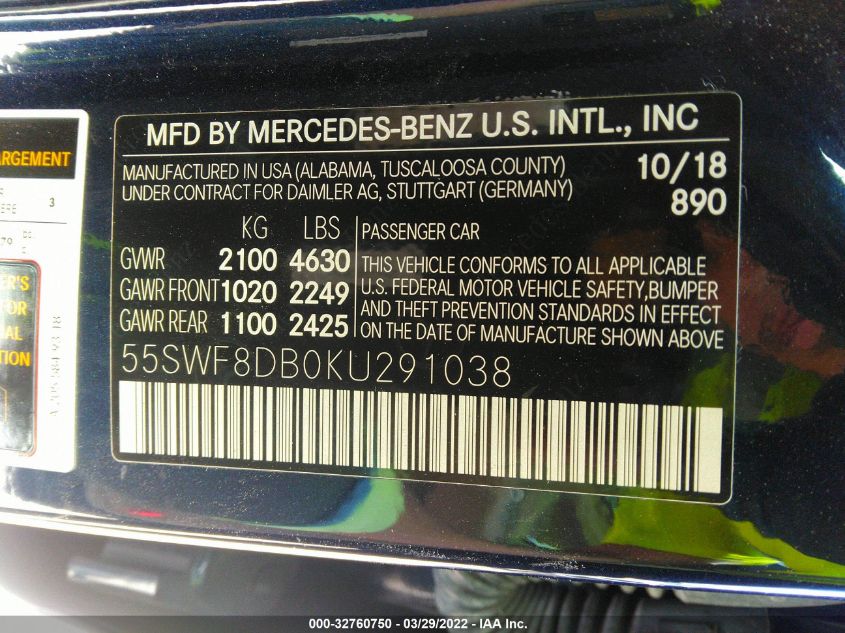 ARGEMENT
3
MFD BY MERCEDES-BENZ U.S. INTL., INC
MANUFACTURED IN USA (ALABAMA, TUSCALOOSA COUNTY)
UNDER CONTRACT FOR DAIMLER AG, STUTTGART (GERMANY)
10/18
890
KG LBS
GVWR 2100 4630
GAWR FRONT 1020 2249
GAWR REAR 1100 2425
PASSENGER CAR
THIS VEHICLE CONFORMS TO ALL APPLICABLE
U.S. FEDERAL MOTOR VEHICLE SAFETY,BUMPER
AND THEFT PREVENTION STANDARDS IN EFFECT
ON THE DATE OF MANUFACTURE SHOWN ABOVE
55SWF8DB0KU291038
000-32760750 - 03/29/2022 - IAA Inc.